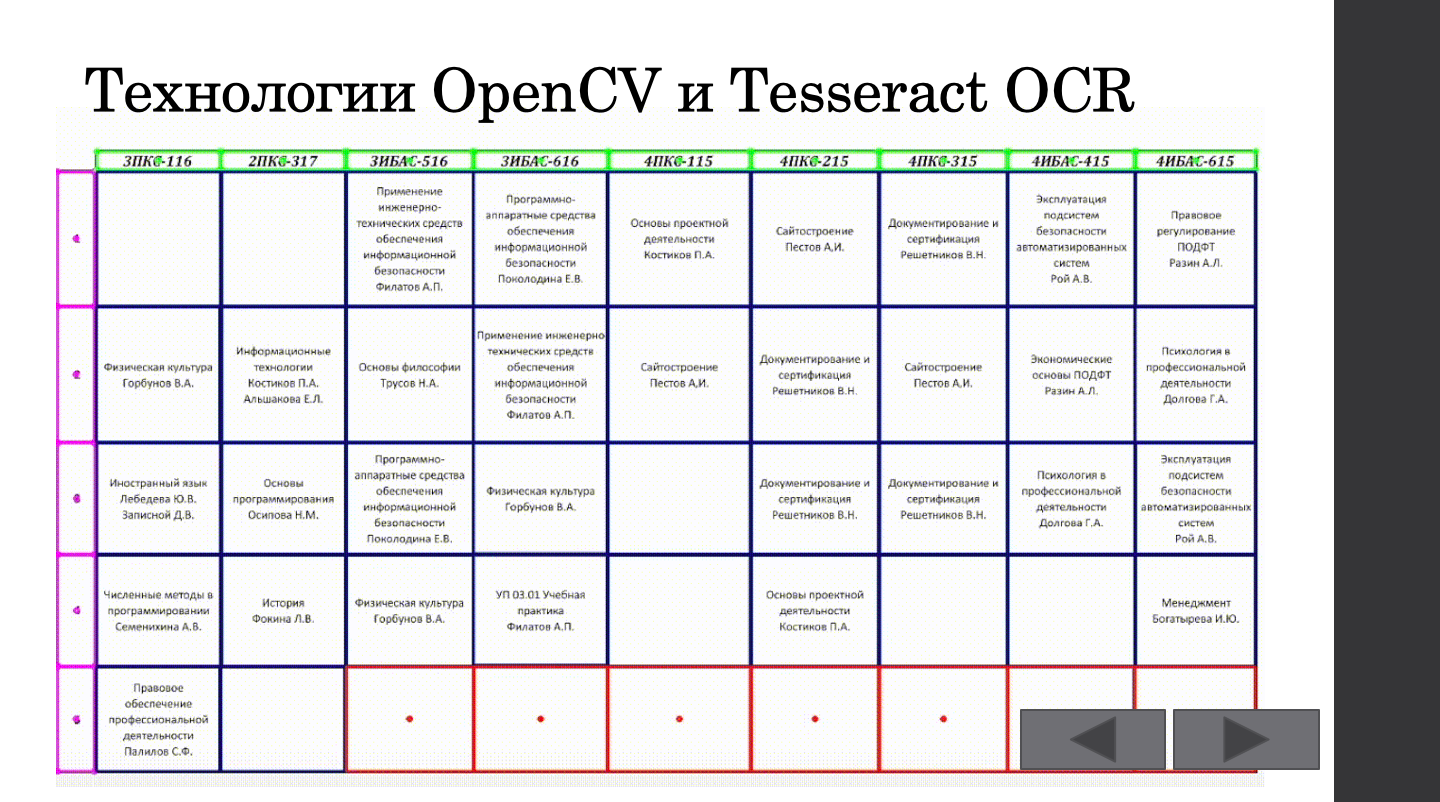 Технологии OpenCV и Tesseract OCR
3ПКС-116 2ПКС-317 3ИБАС-516 3ИБАС-616 4ПКС-115 4ПКС-215 4ПКС-315 4ИБАС-415 4ИБАС-615
Применение
инженерно-
технических средств
обеспечения
информационной
безопасности
Филатов А.П.
Программно-
аппаратные средства
обеспечения
информационной
безопасности
Поколодина Е.В.
Основы проектной
деятельности
Костиков П.А.
Сайтостроение
Пестов А,И.
Документирование и
сертификация
Решетников В.Н.
Эксплуатация
подсистем
безопасности
автоматизированных
систем
Рой А.В.
Правовое
регулирование
ПОДФТ
Разин А.Л.
Физическая культура
Горбунов В.А.
Информационные
технологии
Костиков П.А.
Альшакова Е.Л.
Основы философии
Трусов Н.А.
Применение инженерно
технических средств
обеспечения
информационной
безопасности
Филатов А.П.
Сайтостроение
Пестов А,И.
Документирование и
сертификация
Решетников В.Н.
Сайтостроение
Пестов А,И.
Экономические
основы ПОДФТ
Разин А.Л.
Психология в
профессиональной
деятельности
Долгова Г.А.
Иностранный язык
Лебедева Ю.В.
Записной Д.В.
Основы
программирования
Осипова Н.М.
Программно-
аппаратные средства
обеспечения
информационной
безопасности
Поколодина Е.В.
Физическая культура
Горбунов В.А.
Документирование и
сертификация
Решетников В.Н.
Документирование и
сертификация
Решетников В.Н.
Психология в
профессиональной
деятельности
Долгова Г.А.
Эксплуатация
подсистем
безопасности
автоматизированных
систем
Рой А.В.
Численные методы в
программировании
Семенихина А.В.
История
Фокина Л.В.
Физическая культура
Горбунов В.А.
УП 03.01 Учебная
практика
Филатов А.П.
Основы проектной
деятельности
Костиков П.А.
Менеджмент
Богатырева И.Ю.
Правовое
обеспечение
профессиональной
деятельности
Палилов С.Ф.